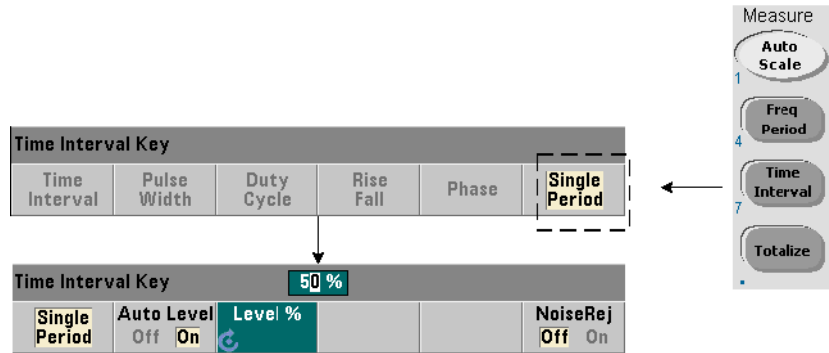 Measure
Auto
Scale
1
Freq
Period
4
Time
Interval
7
Totalize
.
Time Interval Key
Time
Interval
Pulse
Width
Duty
Cycle
Rise
Fall
Phase
Single
Period
Time Interval Key
50 %
Single
Period
Auto Level
Off On
Level %
NoiseRej
Off On